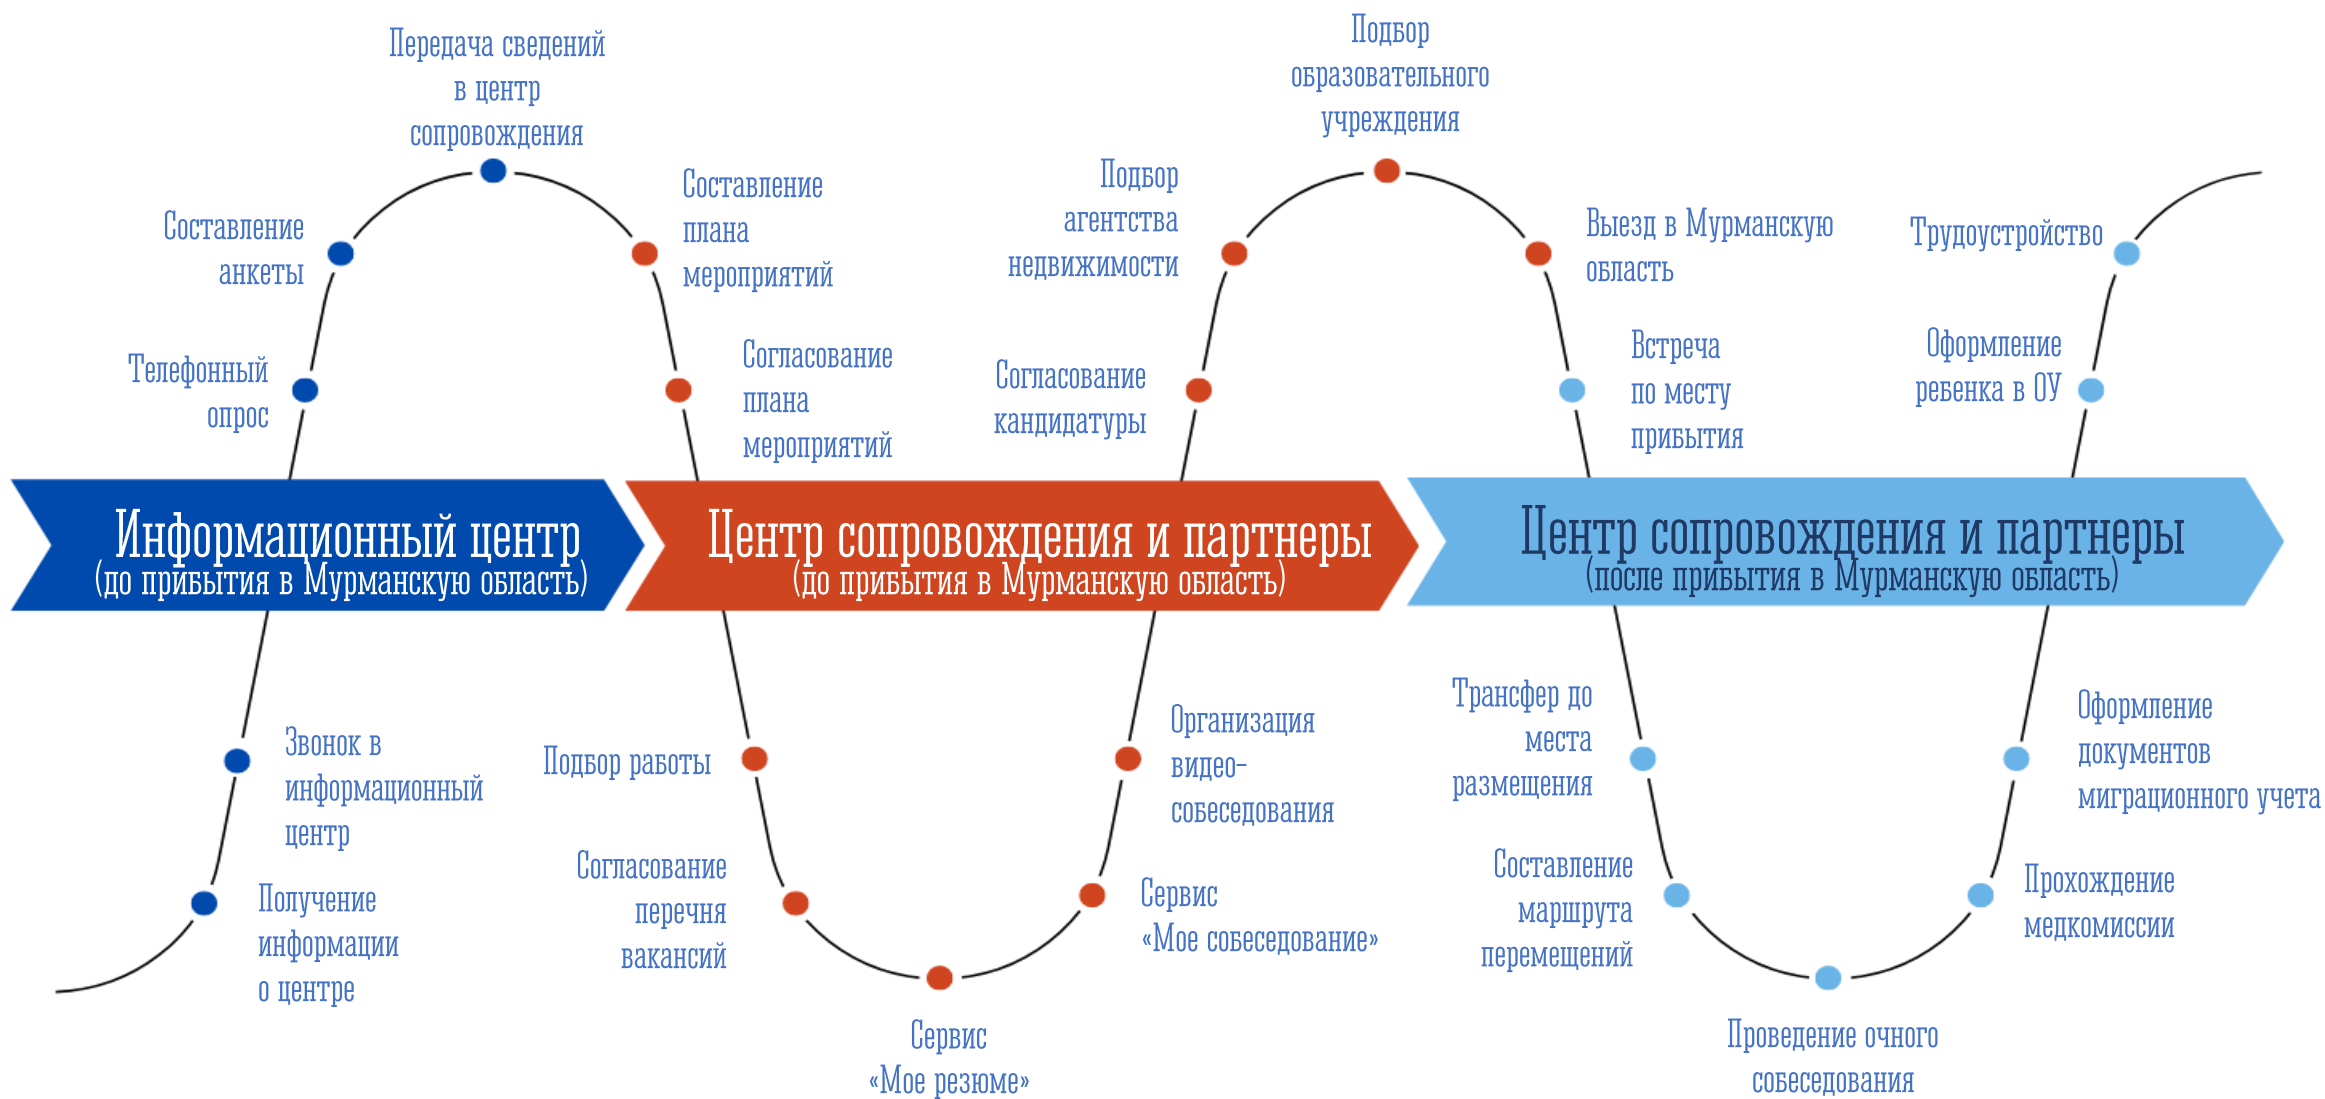 Передача сведений
в центр
сопровождения
Составление
анкеты
Телефонный
опрос
Составление
плана
мероприятий
Согласование
плана
мероприятий
Подбор
образовательного
учреждения
Подбор
агентства
недвижимости
Согласование
кандидатуры
Выезд в Мурманскую
область
Встреча
по месту
прибытия
Трудоустройство
Оформление
ребенка в ОУ
Информационный центр
(до прибытия в Мурманскую область)
Центр сопровождения и партнеры
(до прибытия в Мурманскую область)
Центр сопровождения и партнеры
(после прибытия в Мурманскую область)
Звонок в
информационный
центр
Получение
информации
о центре
Подбор работы
Согласование
перечня
вакансий
Сервис
«Мое резюме»
Организация
видео-
собеседования
Сервис
«Мое собеседование»
Трансфер до
места
размещения
Составление
маршрута
перемещений
Проведение очного
собеседования
Оформление
документов
миграционного учета
Прохождение
медкомиссии